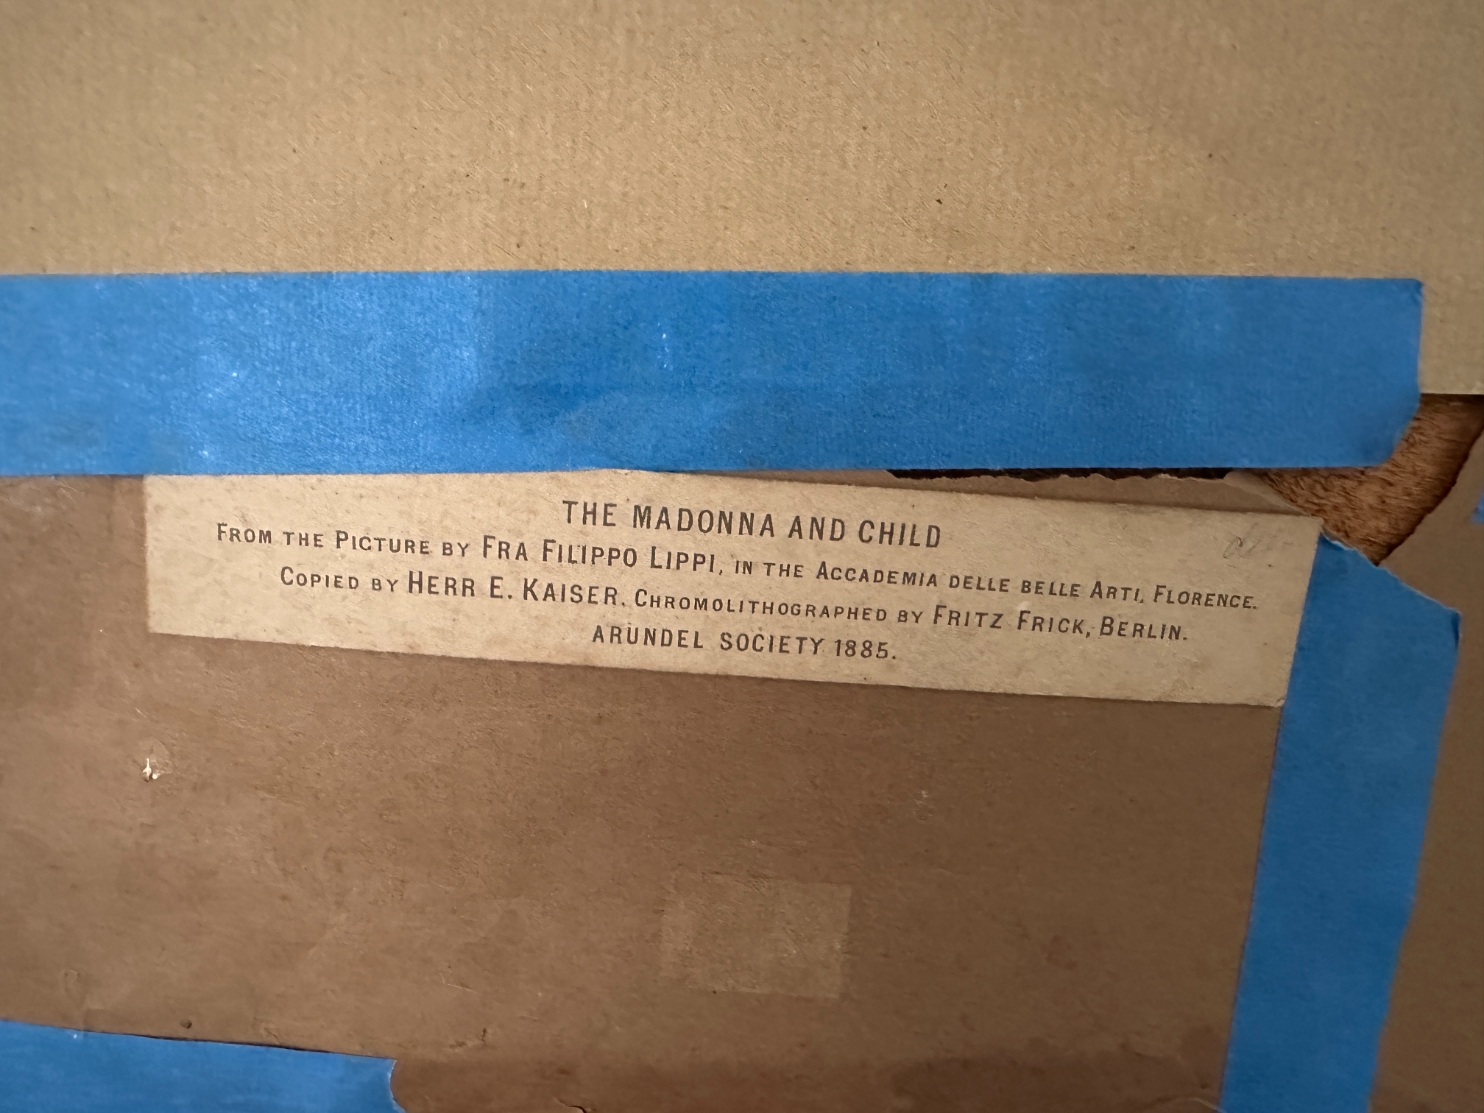 THE MADONNA AND CHILD
FROM THE PICTURE BY FRA FILIPPO LIPPI, IN THE ACCADEMIA DELLE BELLE ARTI, FLORENCE.
COPIED BY HERR E. KAISER. CHROMOLITHOGRAPHED BY FRITZ FRICK, BERLIN.
ARUNDEL SOCIETY 1885.